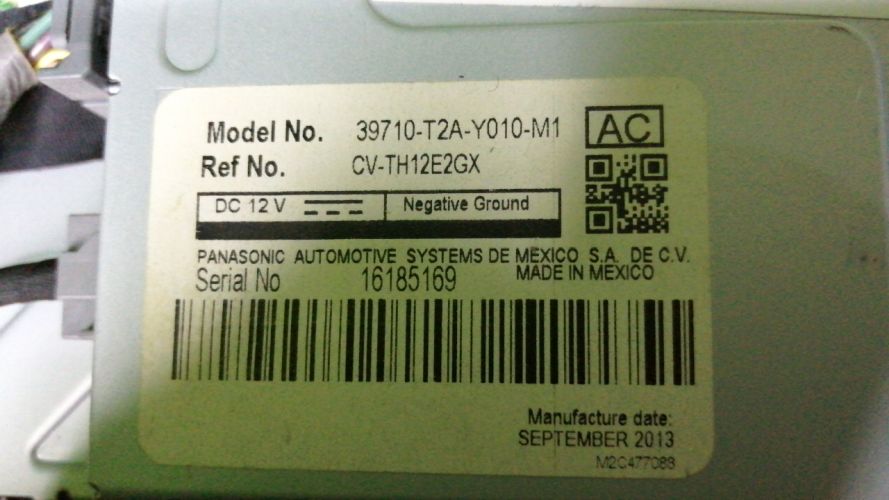 Model No. 39710-T2A-Y010-M1 AC
Ref No. CV-TH12E2GX
DC 12 V Negative Ground
PANASONIC AUTOMOTIVE SYSTEMS DE MEXICO S.A. DE C.V.
Serial No 16185169 MADE IN MEXICO
Manufacture date:
SEPTEMBER 2013
M2C477083